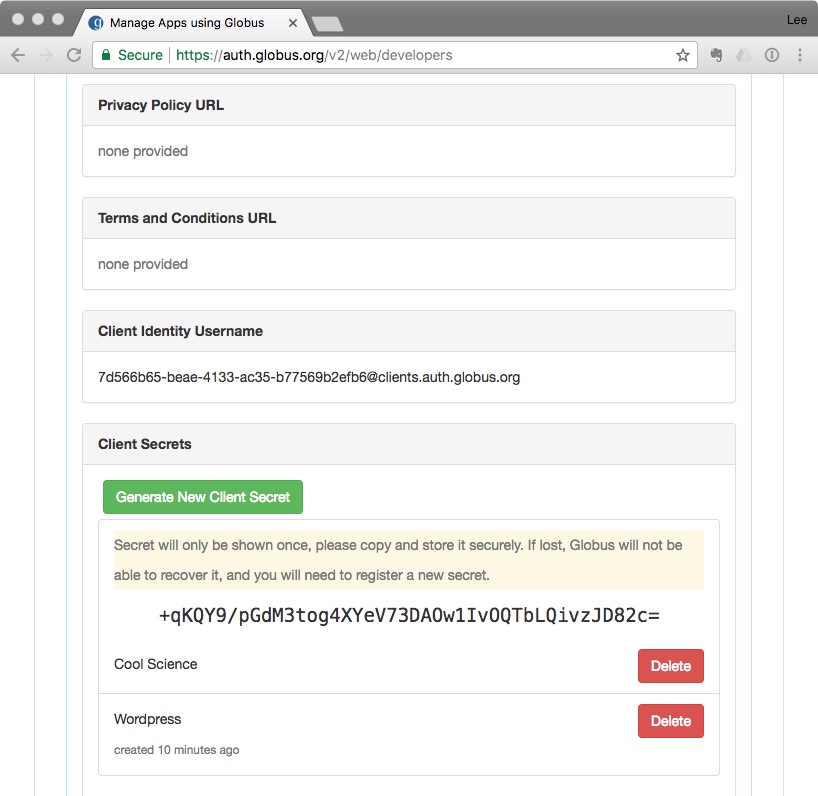 Manage Apps using Globus
Lee
Secure https://auth.globus.org/v2/web/developers
Privacy Policy URL
none provided
Terms and Conditions URL
none provided
Client Identity Username
7d566b65-beae-4133-ac35-b77569b2efb6@clients.auth.globus.org
Client Secrets
Generate New Client Secret
Secret will only be shown once, please copy and store it securely. If lost, Globus will not be
able to recover it, and you will need to register a new secret.
+qKQY9/pGdM3tog4XYeV73DAOw1IvOQTbLQivzJD82c=
Cool Science
Delete
Wordpress
Delete
created 10 minutes ago